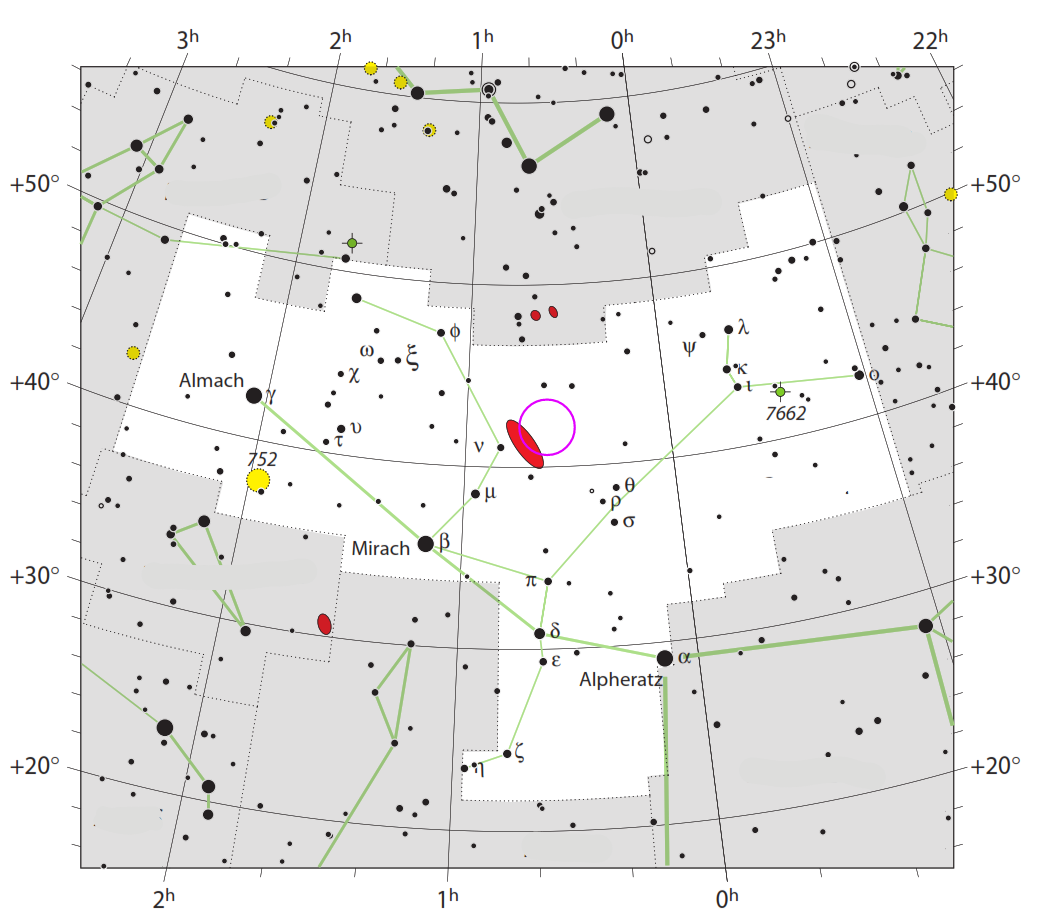 3h 2h 1h 0h 23h 22h
+50° +50°
φ
λ
ψ
ω ξ
κ
χ
ι
ο
+40° Almach γ +40°
7662
τ υ
ν
752
μ
θ
ρ
σ
Mirach β
+30° π +30°
δ
ε
α
Alpheratz
ζ
η
+20° +20°
2h 1h 0h